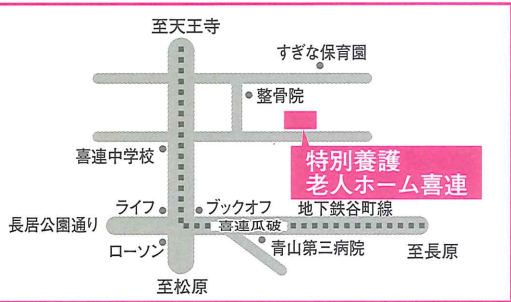 至天王寺
すぎな保育園
整骨院
喜連中学校
特別養護
老人ホーム喜連
ライフ
ブックオフ
地下鉄谷町線
長居公園通り
喜連瓜破
ローソン
青山第三病院
至長原
至松原